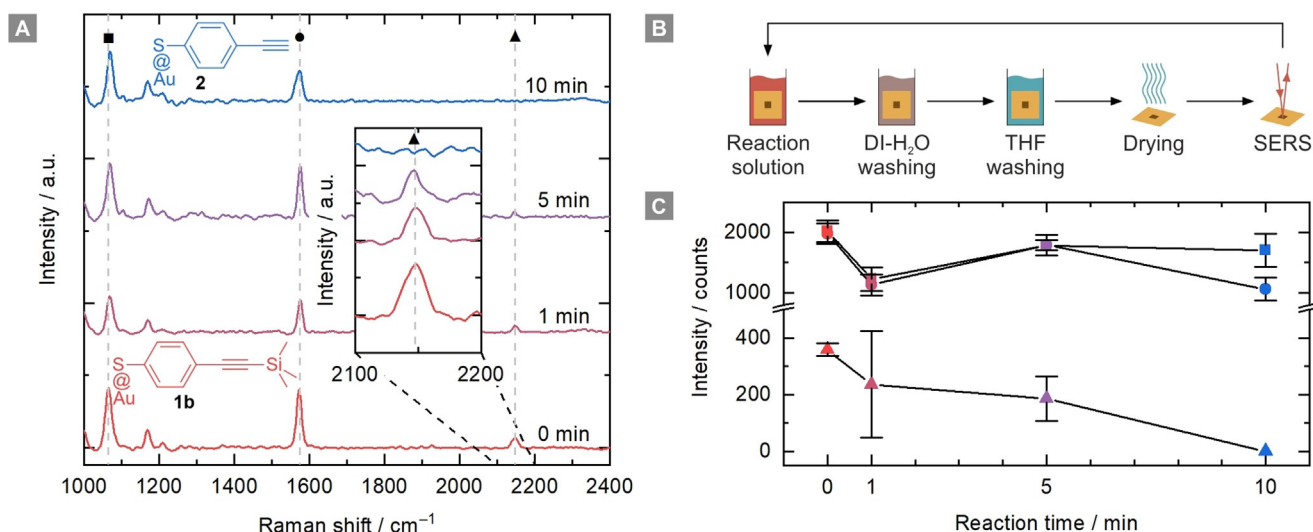 A
S
@
Au
2
10 min
5 min
1 min
0 min
S
@
Au
Si
1b
Intensity / a.u.
1000 1200 1400 1600 1800 2000 2200 2400
Raman shift / cm⁻¹
Intensity / a.u.
2100 2200
B
Reaction
solution
DI-H₂O
washing
THF
washing
Drying
SERS
C
Intensity / counts
2000
1000
400
200
0
0 1 5 10
Reaction time / min